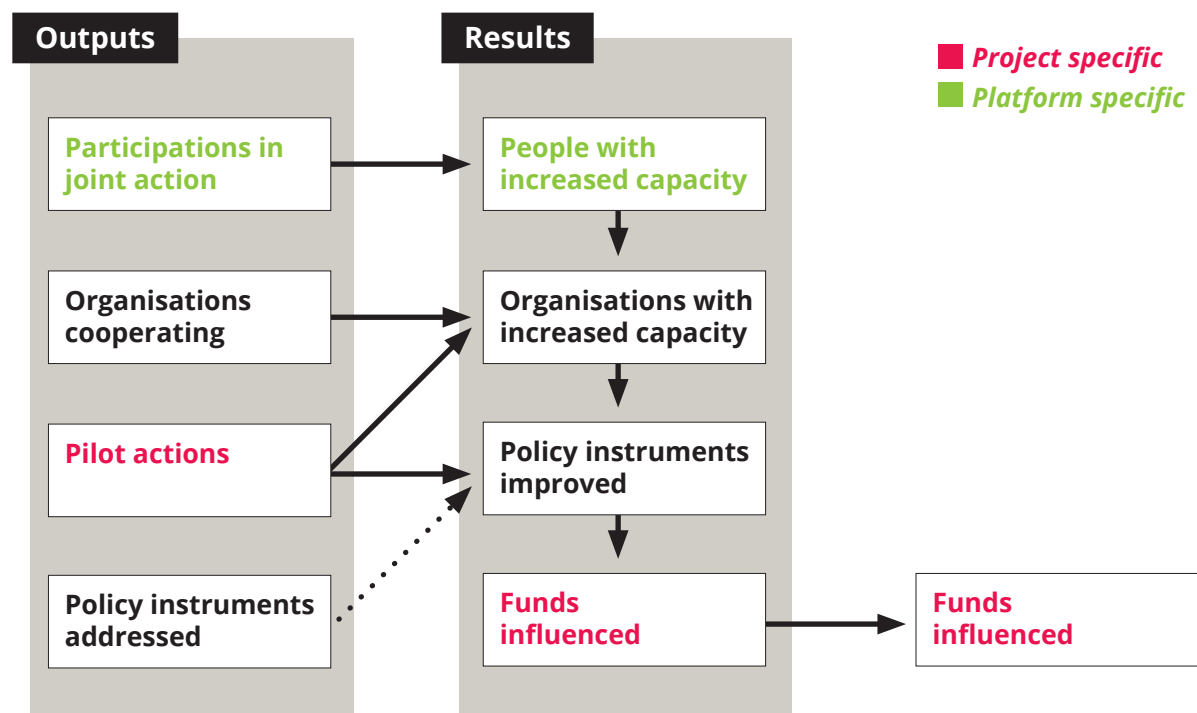 Outputs
Results
Project specific
Platform specific
Participations in
joint action
People with
increased capacity
Organisations
cooperating
Organisations with
increased capacity
Pilot actions
Policy instruments
improved
Policy instruments
addressed
Funds
influenced
Funds
influenced